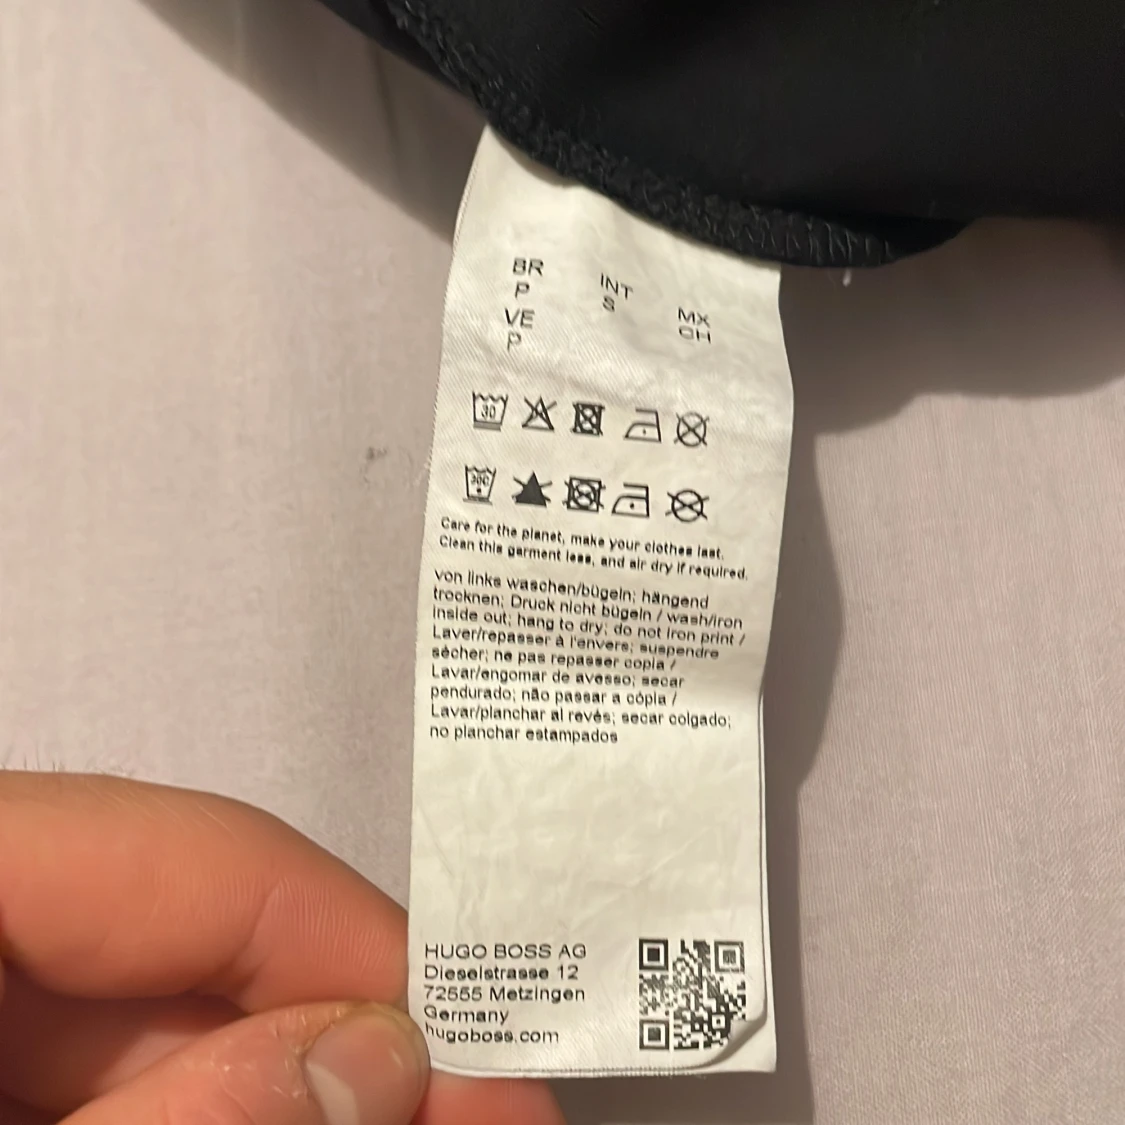 BR
P
INT
S
MX
CH
VE
P
30
30C
Care for the planet, make your clothes last.
Clean this garment less, and air dry if required.
von links waschen/bügeln; hängend
trocknen; Druck nicht bügeln / wash/iron
inside out; hang to dry; do not iron print /
Laver/repasser à l'envers; suspendre
sécher; ne pas repasser copia /
Lavar/engomar de avesso; secar
pendurado; não passar a cópia /
Lavar/planchar al revés; secar colgado;
no planchar estampados
HUGO BOSS AG
Dieselstrasse 12
72555 Metzingen
Germany
hugoboss.com